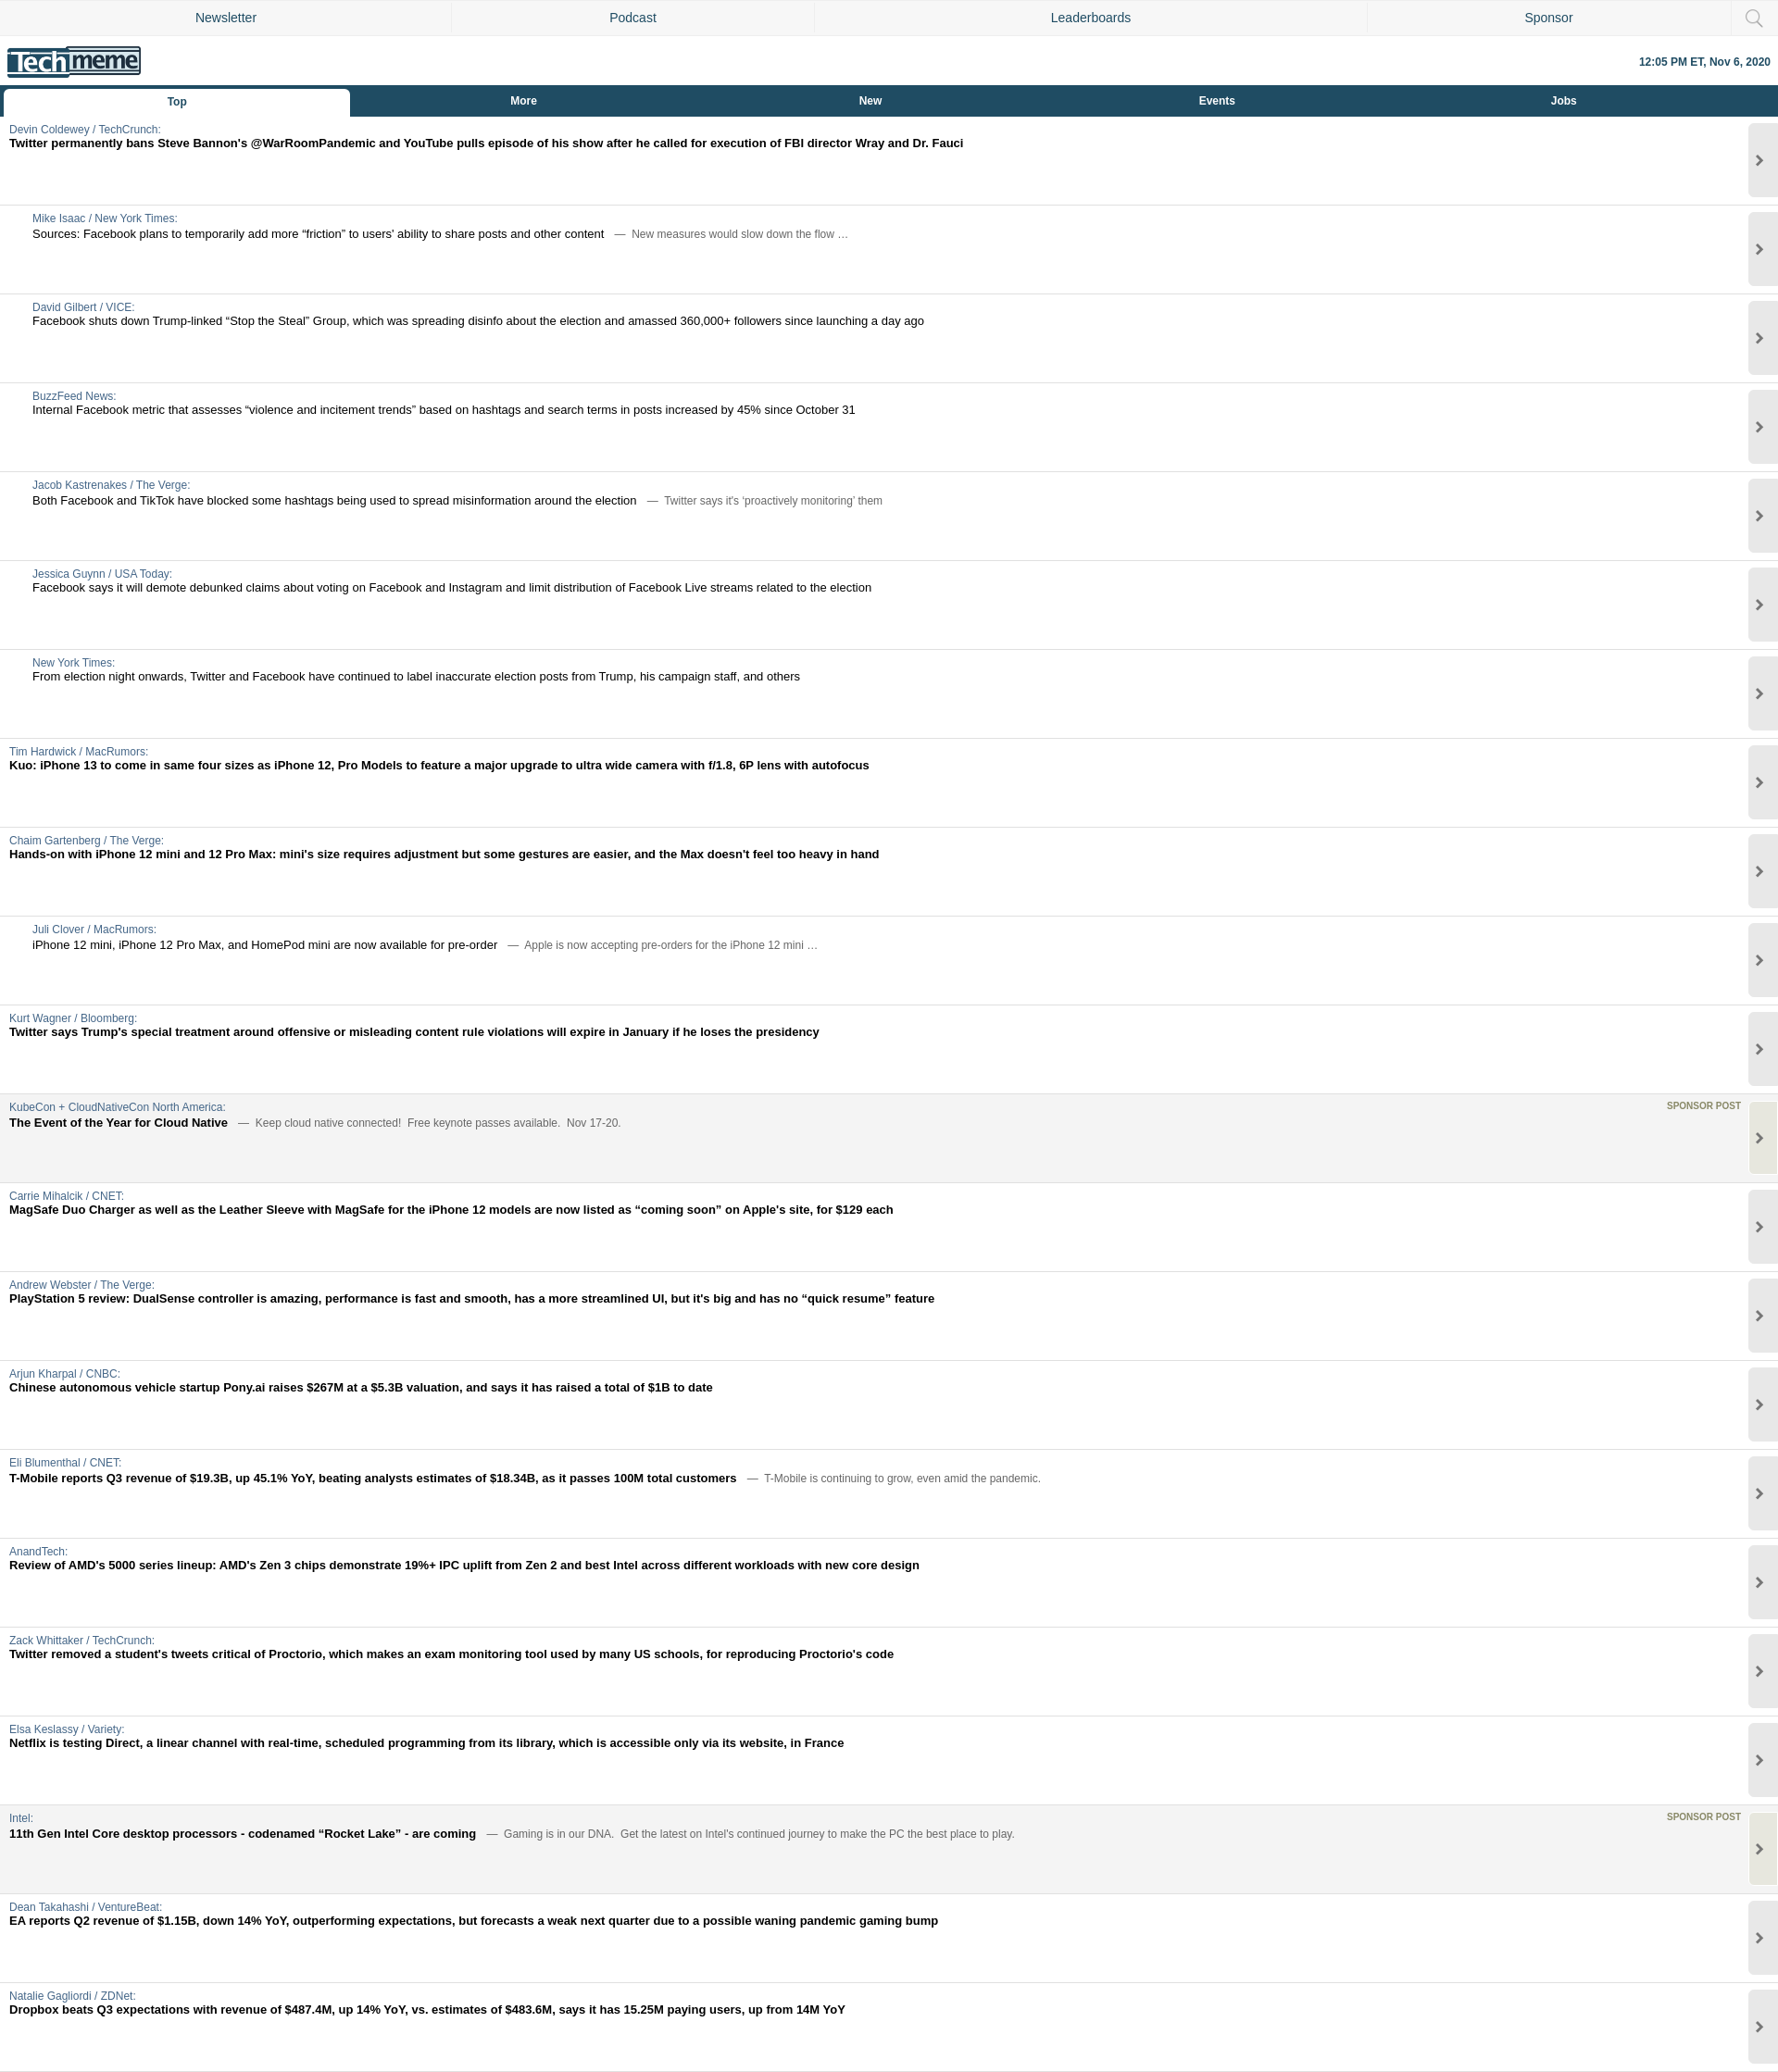 Newsletter
Podcast
Leaderboards
Sponsor
Techmeme
12:05 PM ET, Nov 6, 2020
Top
More
New
Events
Jobs
Devin Coldewey / TechCrunch:
Twitter permanently bans Steve Bannon's @WarRoomPandemic and YouTube pulls episode of his show after he called for execution of FBI director Wray and Dr. Fauci
Mike Isaac / New York Times:
Sources: Facebook plans to temporarily add more “friction” to users' ability to share posts and other content — New measures would slow down the flow …
David Gilbert / VICE:
Facebook shuts down Trump-linked “Stop the Steal” Group, which was spreading disinfo about the election and amassed 360,000+ followers since launching a day ago
BuzzFeed News:
Internal Facebook metric that assesses “violence and incitement trends” based on hashtags and search terms in posts increased by 45% since October 31
Jacob Kastrenakes / The Verge:
Both Facebook and TikTok have blocked some hashtags being used to spread misinformation around the election — Twitter says it's ‘proactively monitoring’ them
Jessica Guynn / USA Today:
Facebook says it will demote debunked claims about voting on Facebook and Instagram and limit distribution of Facebook Live streams related to the election
New York Times:
From election night onwards, Twitter and Facebook have continued to label inaccurate election posts from Trump, his campaign staff, and others
Tim Hardwick / MacRumors:
Kuo: iPhone 13 to come in same four sizes as iPhone 12, Pro Models to feature a major upgrade to ultra wide camera with f/1.8, 6P lens with autofocus
Chaim Gartenberg / The Verge:
Hands-on with iPhone 12 mini and 12 Pro Max: mini's size requires adjustment but some gestures are easier, and the Max doesn't feel too heavy in hand
Juli Clover / MacRumors:
iPhone 12 mini, iPhone 12 Pro Max, and HomePod mini are now available for pre-order — Apple is now accepting pre-orders for the iPhone 12 mini …
Kurt Wagner / Bloomberg:
Twitter says Trump's special treatment around offensive or misleading content rule violations will expire in January if he loses the presidency
KubeCon + CloudNativeCon North America:
SPONSOR POST
The Event of the Year for Cloud Native — Keep cloud native connected! Free keynote passes available. Nov 17-20.
Carrie Mihalcik / CNET:
MagSafe Duo Charger as well as the Leather Sleeve with MagSafe for the iPhone 12 models are now listed as “coming soon” on Apple's site, for $129 each
Andrew Webster / The Verge:
PlayStation 5 review: DualSense controller is amazing, performance is fast and smooth, has a more streamlined UI, but it's big and has no “quick resume” feature
Arjun Kharpal / CNBC:
Chinese autonomous vehicle startup Pony.ai raises $267M at a $5.3B valuation, and says it has raised a total of $1B to date
Eli Blumenthal / CNET:
T-Mobile reports Q3 revenue of $19.3B, up 45.1% YoY, beating analysts estimates of $18.34B, as it passes 100M total customers — T-Mobile is continuing to grow, even amid the pandemic.
AnandTech:
Review of AMD's 5000 series lineup: AMD's Zen 3 chips demonstrate 19%+ IPC uplift from Zen 2 and best Intel across different workloads with new core design
Zack Whittaker / TechCrunch:
Twitter removed a student's tweets critical of Proctorio, which makes an exam monitoring tool used by many US schools, for reproducing Proctorio's code
Elsa Keslassy / Variety:
Netflix is testing Direct, a linear channel with real-time, scheduled programming from its library, which is accessible only via its website, in France
Intel:
SPONSOR POST
11th Gen Intel Core desktop processors - codenamed “Rocket Lake” - are coming — Gaming is in our DNA. Get the latest on Intel's continued journey to make the PC the best place to play.
Dean Takahashi / VentureBeat:
EA reports Q2 revenue of $1.15B, down 14% YoY, outperforming expectations, but forecasts a weak next quarter due to a possible waning pandemic gaming bump
Natalie Gagliordi / ZDNet:
Dropbox beats Q3 expectations with revenue of $487.4M, up 14% YoY, vs. estimates of $483.6M, says it has 15.25M paying users, up from 14M YoY